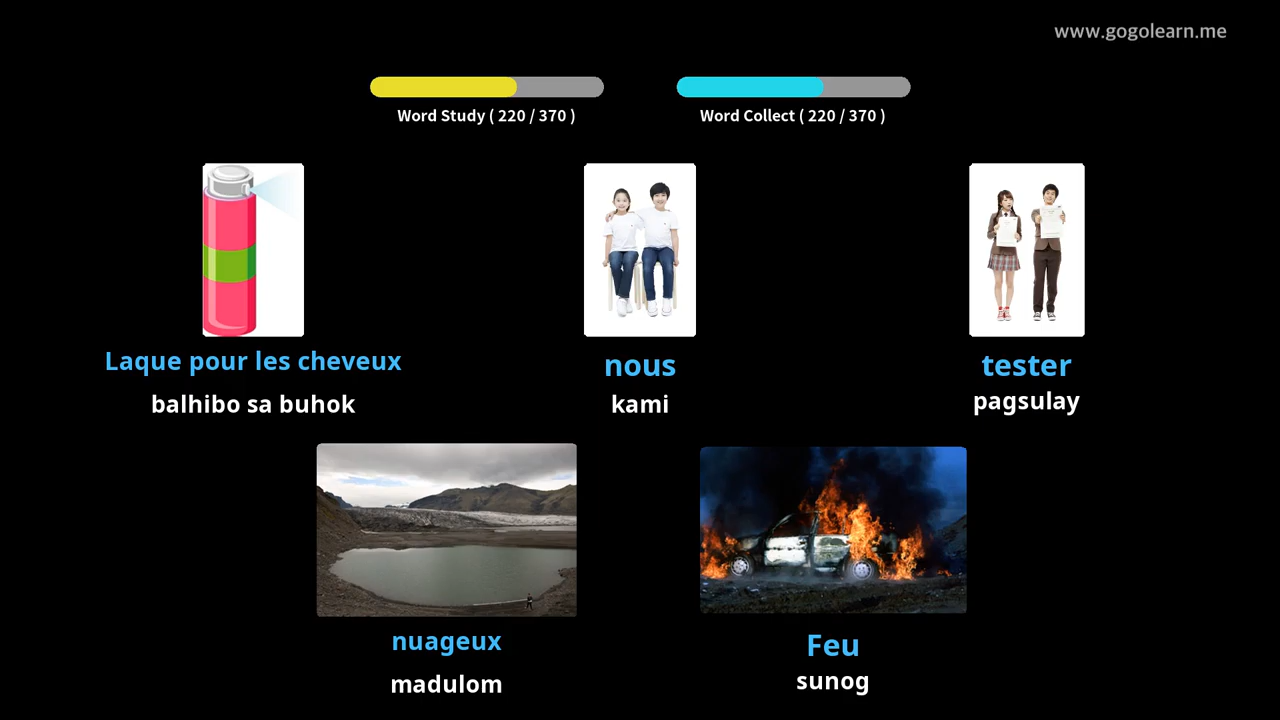 www.gogolearn.me
Word Study ( 220 / 370 )
Word Collect ( 220 / 370 )
Laque pour les cheveux
balhibo sa buhok
nous
kami
tester
pagsulay
nuageux
madulom
Feu
sunog